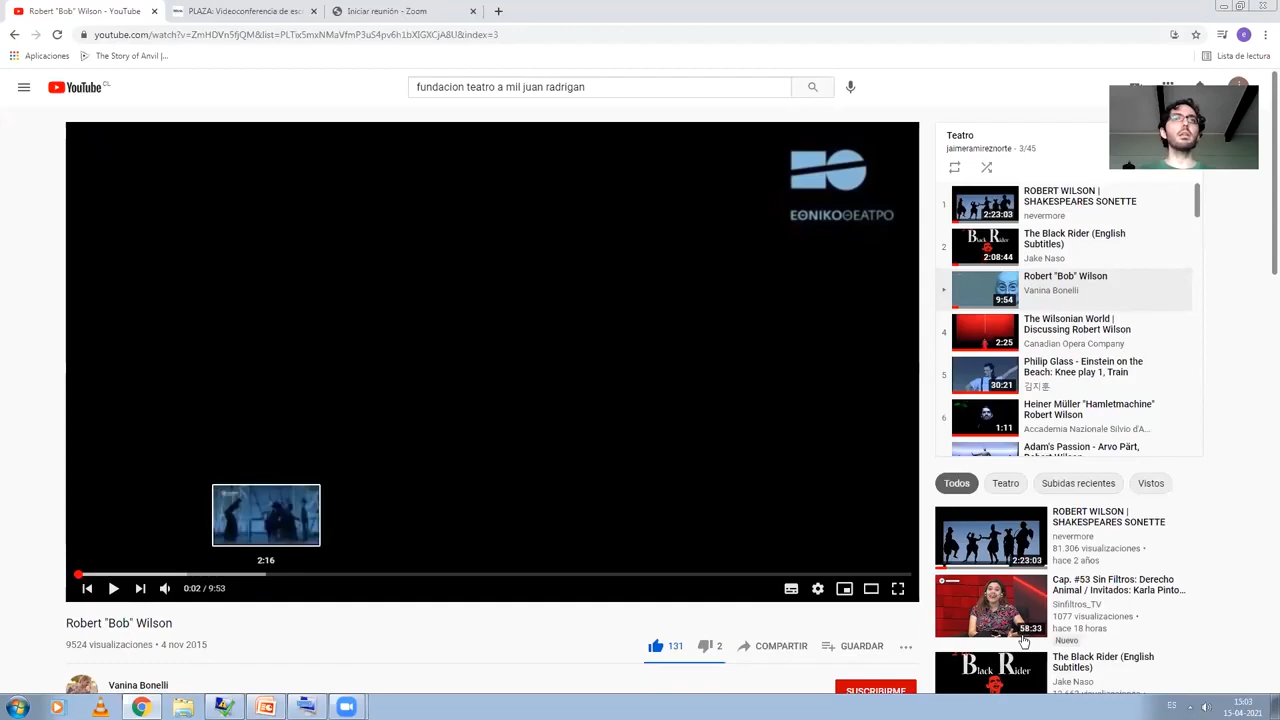 Robert "Bob" Wilson - YouTube
PLAZA: Videoconferencia de esc
Iniciar reunión - Zoom
youtube.com/watch?v=ZmHDVn5fjQM&list=PLTix5mxNMaVfmP3uS4pv6h1bXIGXCjA8U&index=3
Aplicaciones
The Story of Anvil |...
Lista de lectura
YouTube CL
fundacion teatro a mil juan radrigan
ΕΘΝΙΚΟΘΕΑΤΡΟ
Teatro
jaimeramireznorte - 3/45
1
ROBERT WILSON |
SHAKESPEARES SONETTE
nevermore
2:23:03
2
The Black Rider (English
Subtitles)
Jake Naso
2:08:44
Robert "Bob" Wilson
Vanina Bonelli
9:54
4
The Wilsonian World |
Discussing Robert Wilson
Canadian Opera Company
2:25
5
Philip Glass - Einstein on the
Beach: Knee play 1, Train
김지훈
30:21
6
Heiner Müller "Hamletmachine"
Robert Wilson
Accademia Nazionale Silvio d'A...
1:11
Adam's Passion - Arvo Pärt,
Todos
Teatro
Subidas recientes
Vistos
ROBERT WILSON |
SHAKESPEARES SONETTE
nevermore
81.306 visualizaciones •
hace 2 años
2:23:03
Cap. #53 Sin Filtros: Derecho
Animal / Invitados: Karla Pinto...
Sinfiltros_TV
1077 visualizaciones •
hace 18 horas
Nuevo
58:33
The Black Rider (English
Subtitles)
Jake Naso
Black Rider
2:16
0:02 / 9:53
Robert "Bob" Wilson
9524 visualizaciones • 4 nov 2015
131
2
COMPARTIR
GUARDAR
Vanina Bonelli
SUSCRIBIRME
ES
15:03
15-04-2021